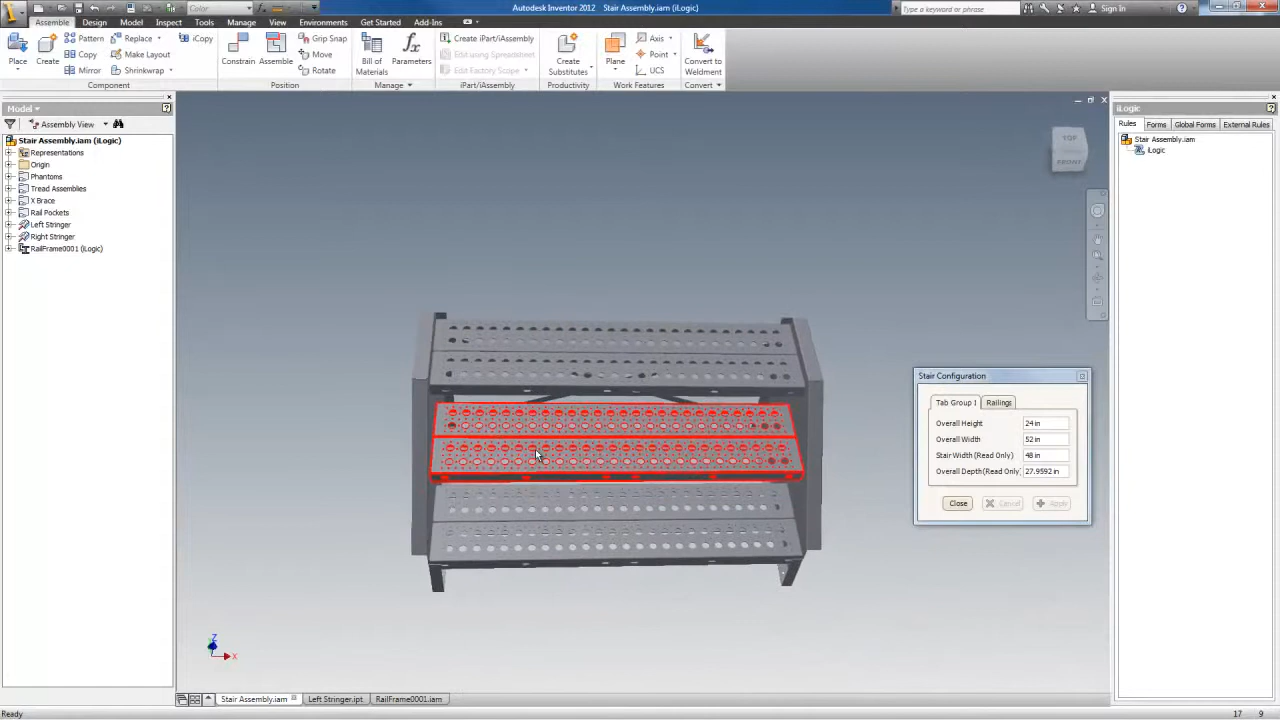 Color
Autodesk Inventor 2012 Stair Assembly.iam (iLogic)
Type a keyword or phrase
Sign In
Assemble Design Model Inspect Tools Manage View Environments Get Started Add-Ins
Place
Create
Pattern
Copy
Mirror
Replace
Make Layout
Shrinkwrap
iCopy
Component
Constrain
Assemble
Grip Snap
Move
Rotate
Position
Bill of
Materials
Parameters
Manage
Create iPart/iAssembly
Edit using Spreadsheet
Edit Factory Scope
iPart/iAssembly
Create
Substitutes
Productivity
Plane
Axis
Point
UCS
Work Features
Convert to
Weldment
Convert
Model
Assembly View
Stair Assembly.iam (iLogic)
Representations
Origin
Phantoms
Tread Assemblies
X Brace
Rail Pockets
Left Stringer
Right Stringer
RailFrame0001 (iLogic)
TOP
FRONT
Z
X
Stair Configuration
Tab Group 1 Railings
Overall Height 24 in
Overall Width 52 in
Stair Width (Read Only) 48 in
Overall Depth(Read Only) 27.9592 in
Close Cancel Apply
iLogic
Rules Forms Global Forms External Rules
Stair Assembly.iam
iLogic
Stair Assembly.iam Left Stringer.ipt RailFrame0001.iam
Ready 17 9